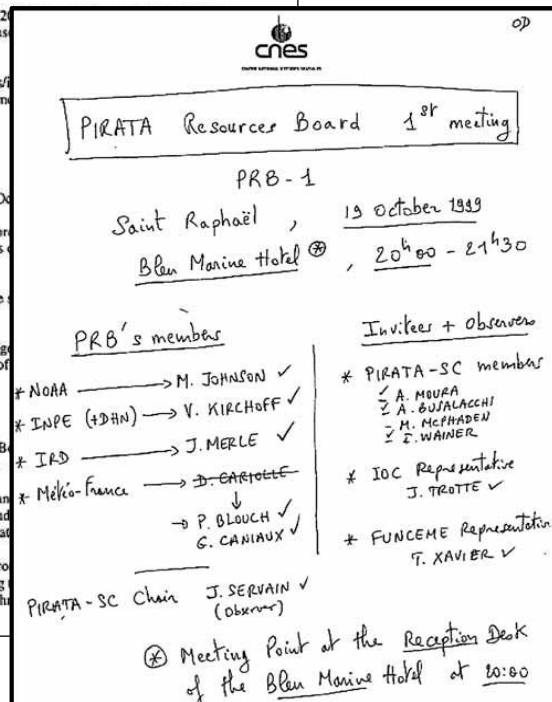 OD
cnes
PIRATA Resources Board 1st meeting
PRB-1
Saint Raphaël, 19 October 1999
Bleu Marine Hotel ⊛, 20h00 - 21h30
PRB's members
* NOAA → M. JOHNSON ✓
* INPE (+DHN) → V. KIRCHOFF ✓
* IRD → J. MERLE ✓
* Météo-France → D. CARIOLLE
→ P. BLOUCH ✓
G. CANIAUX ✓
PIRATA-SC Chair J. SERVAIN ✓
(Observer)
Invitees + Observers
* PIRATA-SC members
✓ A. MOURA
✓ A. BUSALACCHI
- M. MCPHADEN
✓ I. WAINER
* IOC Representative
J. TROTTE ✓
* FUNCEME Representative
T. XAVIER ✓
⊛ Meeting Point at the Reception Desk
of the Bleu Marine Hotel at 20:00